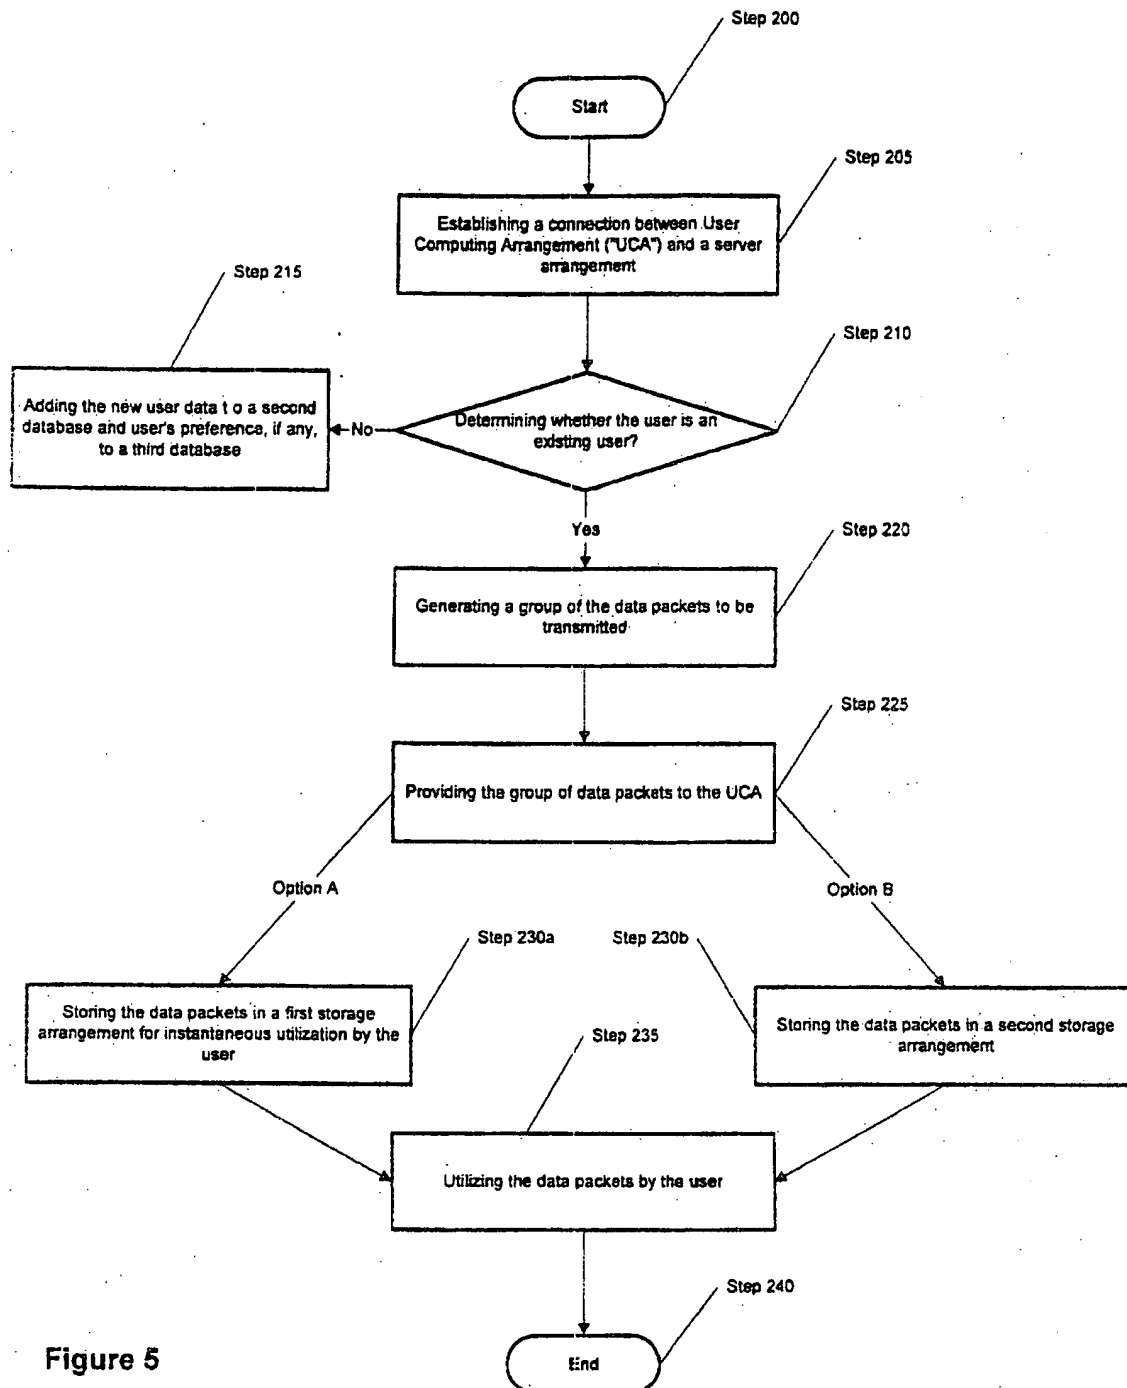 Step 200
Start
Step 205
Establishing a connection between User
Computing Arrangement ("UCA") and a server
arrangement
Step 215
Step 210
Adding the new user data t o a second
database and user's preference, if any,
to a third database
No
Determining whether the user is an
existing user?
Yes
Step 220
Generating a group of the data packets to be
transmitted
Step 225
Providing the group of data packets to the UCA
Option A
Option B
Step 230a
Step 230b
Storing the data packets in a first storage
arrangement for instantaneous utilization by the
user
Step 235
Storing the data packets in a second storage
arrangement
Utilizing the data packets by the user
Step 240
End
Figure 5